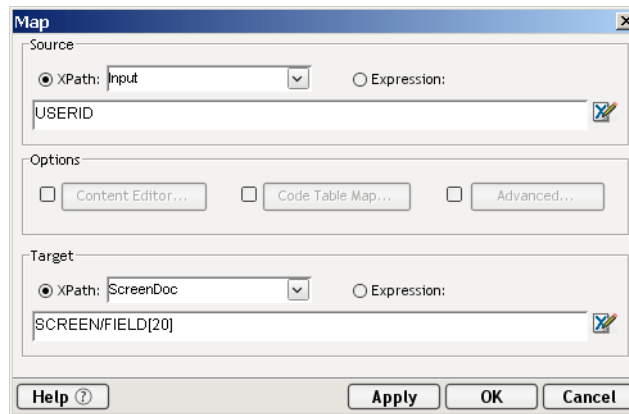 Map
Source
XPath: Input Expression:
USERID
Options
Content Editor... Code Table Map... Advanced...
Target
XPath: ScreenDoc Expression:
SCREEN/FIELD[20]
Help ? Apply OK Cancel